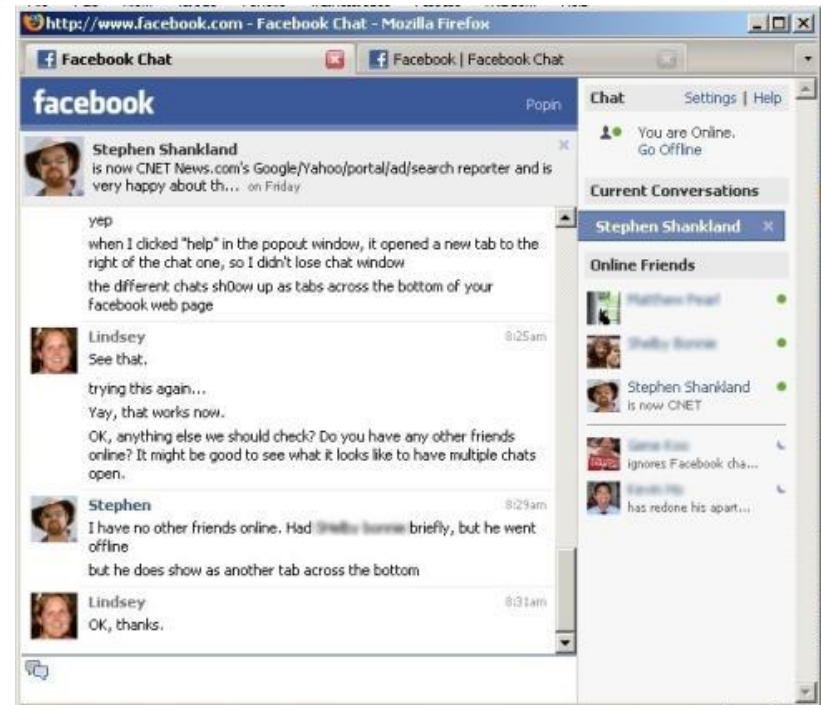 http://www.facebook.com - Facebook Chat - Mozilla Firefox
Facebook Chat
Facebook | Facebook Chat
facebook
Popin
Stephen Shankland
is now CNET News.com's Google/Yahoo/portal/ad/search reporter and is
very happy about th... on Friday
yep
when I clicked "help" in the popout window, it opened a new tab to the
right of the chat one, so I didn't lose chat window
the different chats sh0ow up as tabs across the bottom of your
facebook web page
Lindsey 8:25am
See that.
trying this again...
Yay, that works now.
OK, anything else we should check? Do you have any other friends
online? It might be good to see what it looks like to have multiple chats
open.
Stephen 8:29am
I have no other friends online. Had briefly, but he went
offline
but he does show as another tab across the bottom
Lindsey 8:31am
OK, thanks.
Chat Settings | Help
You are Online.
Go Offline
Current Conversations
Stephen Shankland
Online Friends
Stephen Shankland
is now CNET
ignores Facebook cha...
has redone his apart...